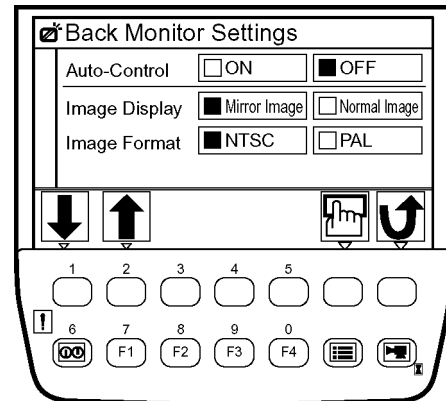 Back Monitor Settings
Auto-Control ON OFF
Image Display Mirror Image Normal Image
Image Format NTSC PAL
1 2 3 4 5
! 6 7 8 9 0
F1 F2 F3 F4